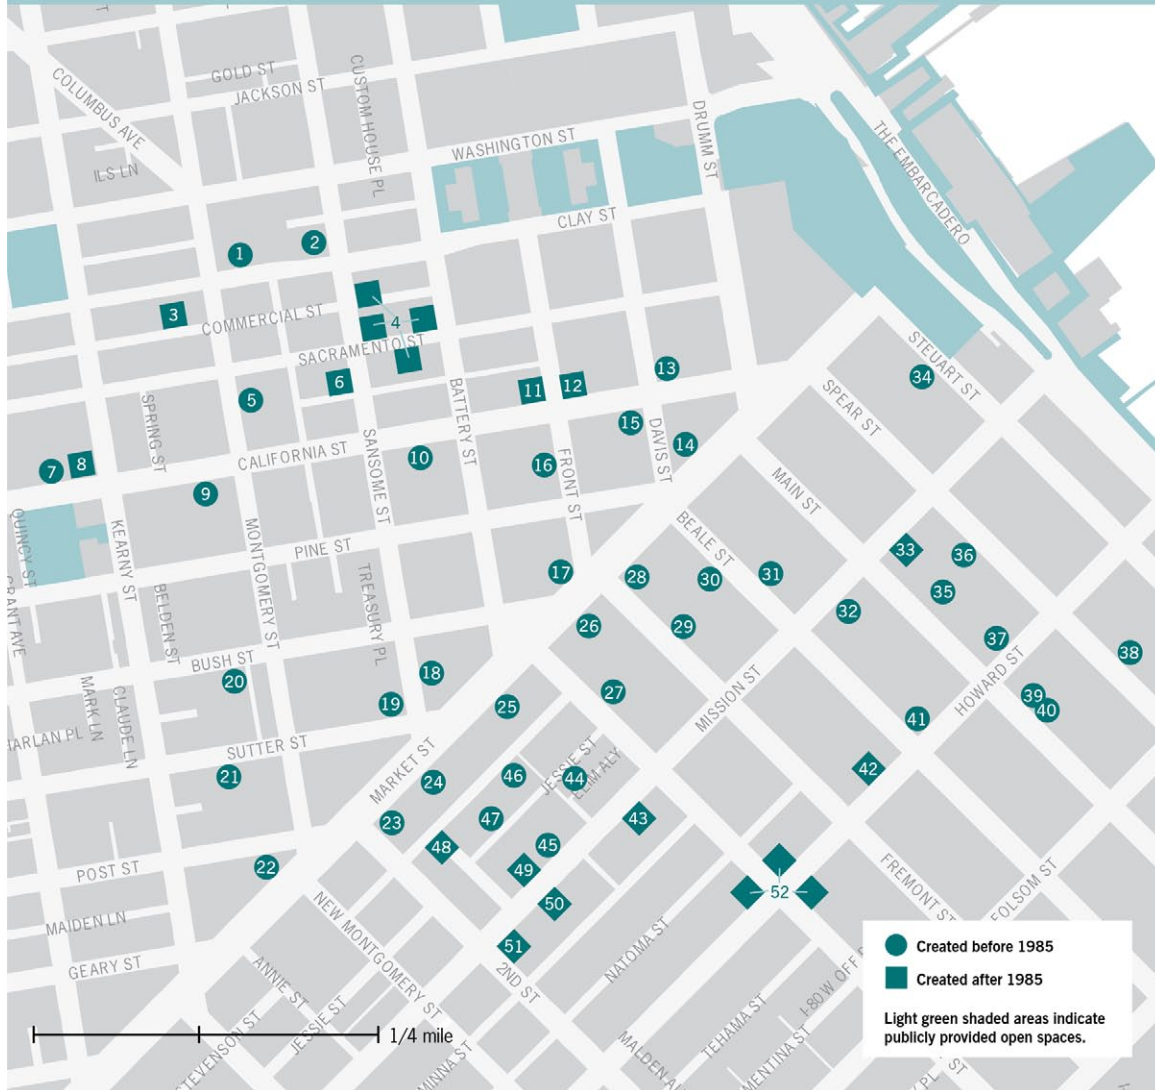 GOLD ST
JACKSON ST
COLUMBUS AVE
CUSTOM HOUSE PL
ILS LN
WASHINGTON ST
DRUMM ST
THE EMBARCADERO
CLAY ST
1
2
3
4
COMMERCIAL ST
SACRAMENTO ST
STEUART ST
SPEAR ST
5
6
11
12
13
34
SPRING ST
BATTERY ST
CALIFORNIA ST
SANSOME ST
7
8
9
10
15
14
16
DAVIS ST
FRONT ST
MAIN ST
QUINCY ST
KEARNY ST
MONTGOMERY ST
PINE ST
BEALE ST
GRANT AVE
BELDEN ST
TREASURY PL
17
28
30
31
33
36
35
32
26
29
37
38
BUSH ST
20
18
19
25
27
MISSION ST
HOWARD ST
39
40
41
MARK LN
CLAUDE LN
HARLAN PL
SUTTER ST
MARKET ST
21
24
46
JESSIE ST
ELIM ALY
44
42
23
47
48
43
45
49
22
50
51
52
POST ST
MAIDEN LN
GEARY ST
NEW MONTGOMERY ST
ANNIE ST
JESSIE ST
2ND ST
NATOMA ST
FREMONT ST
FOLSOM ST
I-80 W OFF
TEHAMA ST
STEVENSON ST
MINNA ST
Created before 1985
Created after 1985
Light green shaded areas indicate
publicly provided open spaces.
1/4 mile